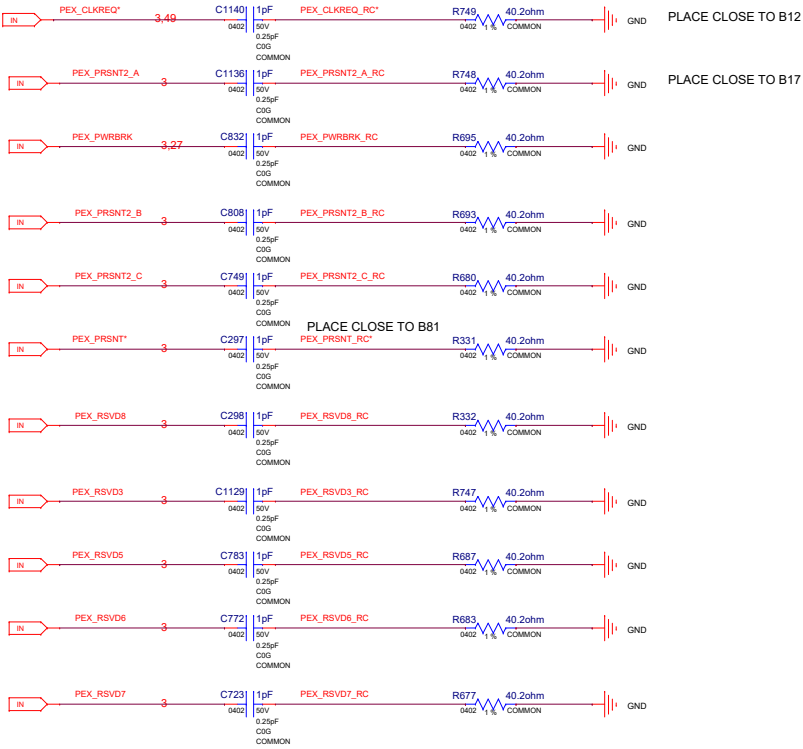 IN PEX_CLKREQ* 3,49 C1140 1pF PEX_CLKREQ_RC* R749 40.2ohm GND PLACE CLOSE TO B12
0402 50V 0402 1 % COMMON
0.25pF
C0G
COMMON
IN PEX_PRSNT2_A 3 C1136 1pF PEX_PRSNT2_A_RC R748 40.2ohm GND PLACE CLOSE TO B17
0402 50V 0402 1 % COMMON
0.25pF
C0G
COMMON
IN PEX_PWRBRK 3,27 C832 1pF PEX_PWRBRK_RC R695 40.2ohm GND
0402 50V 0402 1 % COMMON
0.25pF
C0G
COMMON
IN PEX_PRSNT2_B 3 C808 1pF PEX_PRSNT2_B_RC R693 40.2ohm GND
0402 50V 0402 1 % COMMON
0.25pF
C0G
COMMON
IN PEX_PRSNT2_C 3 C749 1pF PEX_PRSNT2_C_RC R680 40.2ohm GND
0402 50V 0402 1 % COMMON
0.25pF
C0G
COMMON
PLACE CLOSE TO B81
IN PEX_PRSNT* 3 C297 1pF PEX_PRSNT_RC* R331 40.2ohm GND
0402 50V 0402 1 % COMMON
0.25pF
C0G
COMMON
IN PEX_RSVD8 3 C298 1pF PEX_RSVD8_RC R332 40.2ohm GND
0402 50V 0402 1 % COMMON
0.25pF
C0G
COMMON
IN PEX_RSVD3 3 C1129 1pF PEX_RSVD3_RC R747 40.2ohm GND
0402 50V 0402 1 % COMMON
0.25pF
C0G
COMMON
IN PEX_RSVD5 3 C783 1pF PEX_RSVD5_RC R687 40.2ohm GND
0402 50V 0402 1 % COMMON
0.25pF
C0G
COMMON
IN PEX_RSVD6 3 C772 1pF PEX_RSVD6_RC R683 40.2ohm GND
0402 50V 0402 1 % COMMON
0.25pF
C0G
COMMON
IN PEX_RSVD7 3 C723 1pF PEX_RSVD7_RC R677 40.2ohm GND
0402 50V 0402 1 % COMMON
0.25pF
C0G
COMMON